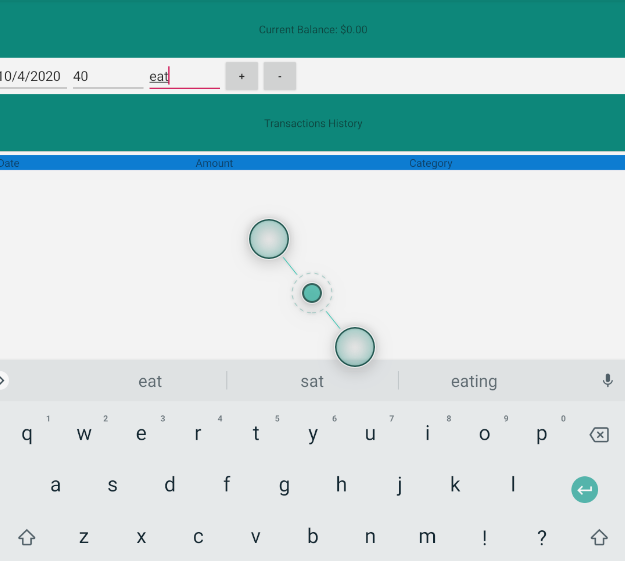 Current Balance: $0.00
10/4/2020 40 eat + -
Transactions History
Date Amount Category
eat sat eating
1 2 3 4 5 6 7 8 9 0
q w e r t y u i o p
a s d f g h j k l
z x c v b n m ! ?